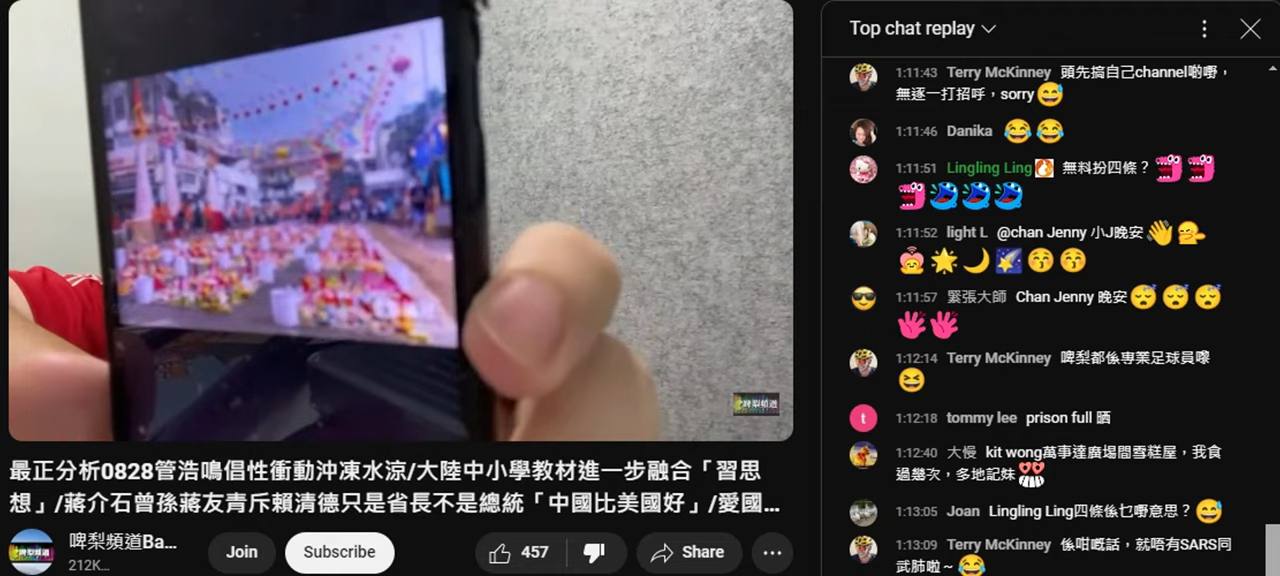 啤梨頻道
最正分析0828管浩鳴倡性衝動沖凍水涼/大陸中小學教材進一步融合「習思
想」/蔣介石曾孫蔣友青斥賴清德只是省長不是總統「中國比美國好」/愛國...
啤梨頻道Ba...
212K...
Join
Subscribe
457
Share
Top chat replay
1:11:43 Terry McKinney 頭先搞自己channel啲嘢，
無逐一打招呼，sorry😅
1:11:46 Danika 😂😂
1:11:51 Lingling Ling 無料扮四條？
1:11:52 light L @chan Jenny 小J晚安👋
1:11:57 緊張大師 Chan Jenny 晚安😴😴😴
1:12:14 Terry McKinney 啤梨都係専業足球員嚟
😆
1:12:18 tommy lee prison full 晒
1:12:40 大慢 kit wong萬事達廣場間雪糕屋，我食
過幾次，多地記妹
1:13:05 Joan Lingling Ling四條係乜嘢意思？😅
1:13:09 Terry McKinney 係咁嘅話，就唔有SARS同
武肺啦~😂